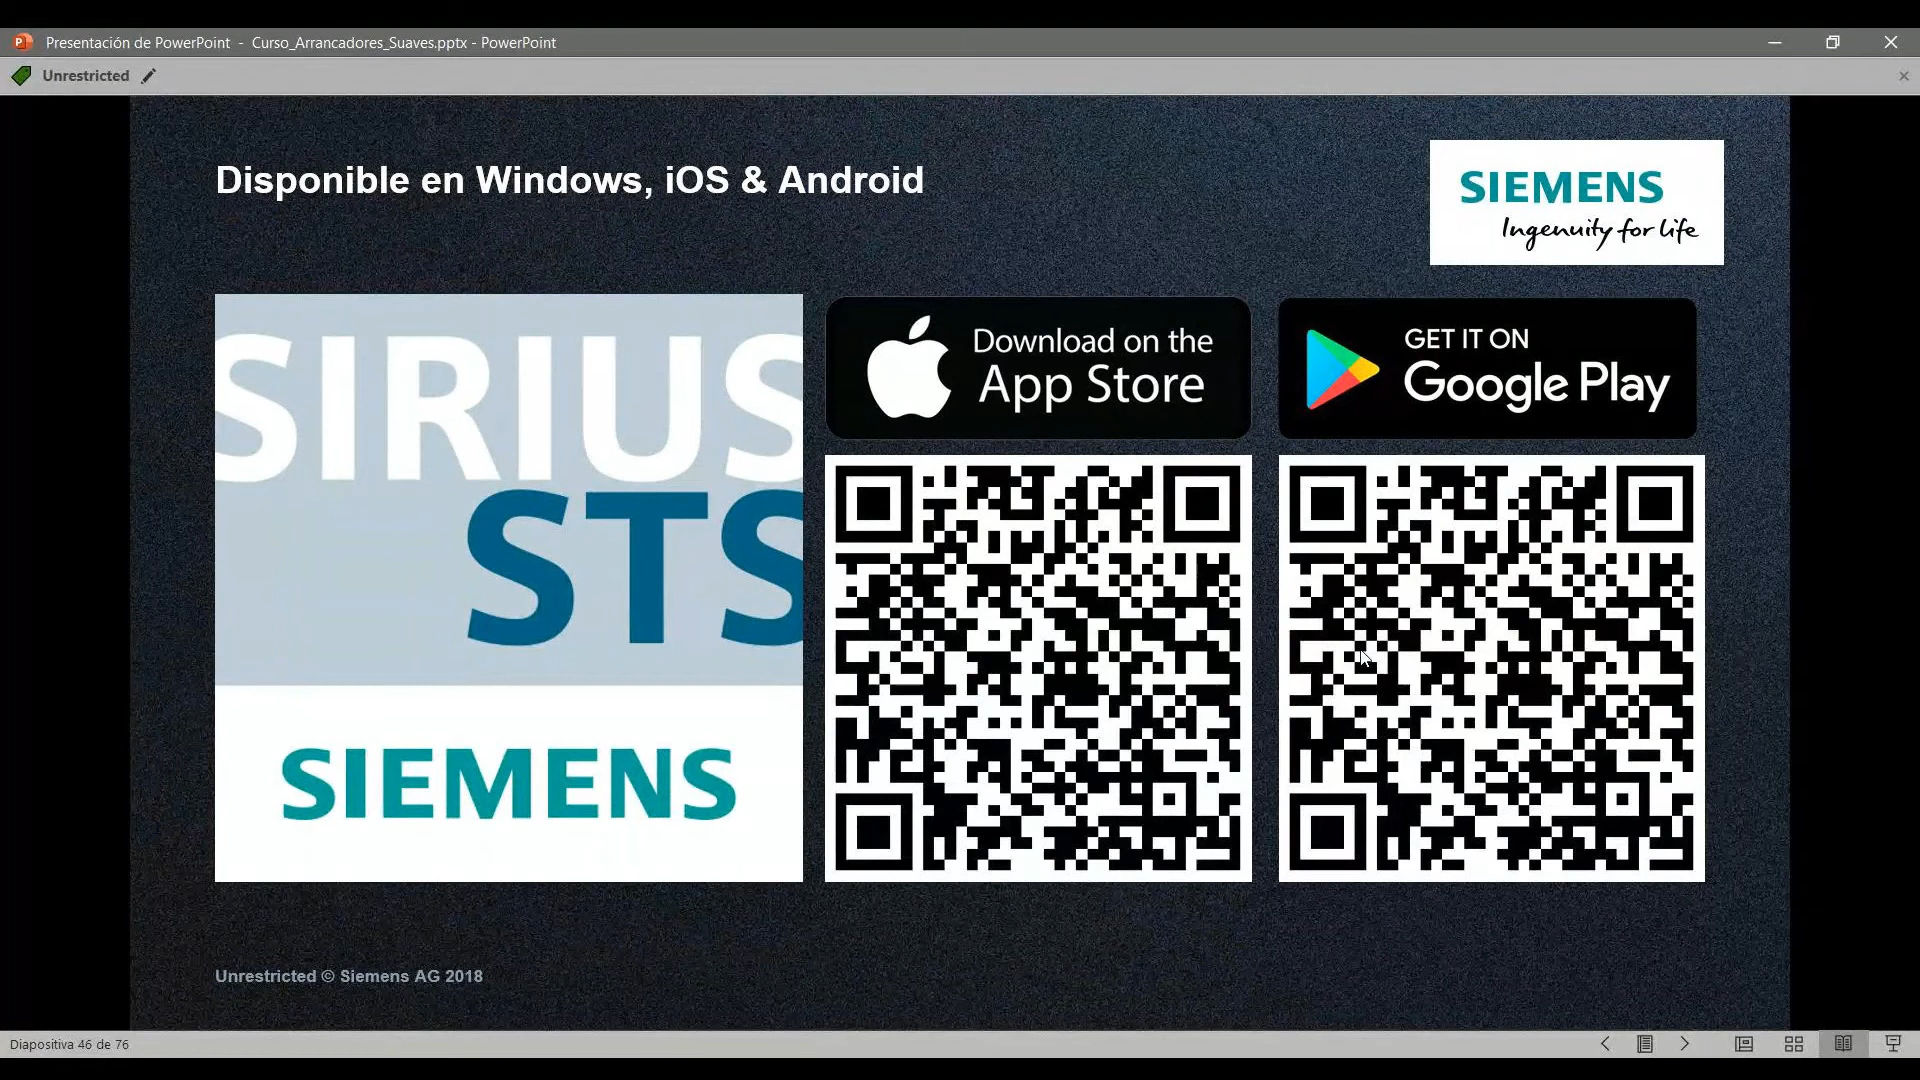 Presentación de PowerPoint - Curso_Arrancadores_Suaves.pptx - PowerPoint
Unrestricted
Disponible en Windows, iOS & Android
SIEMENS
Ingenuity for life
SIRIUS
STS
SIEMENS
Download on the
App Store
GET IT ON
Google Play
Unrestricted © Siemens AG 2018
Diapositiva 46 de 76